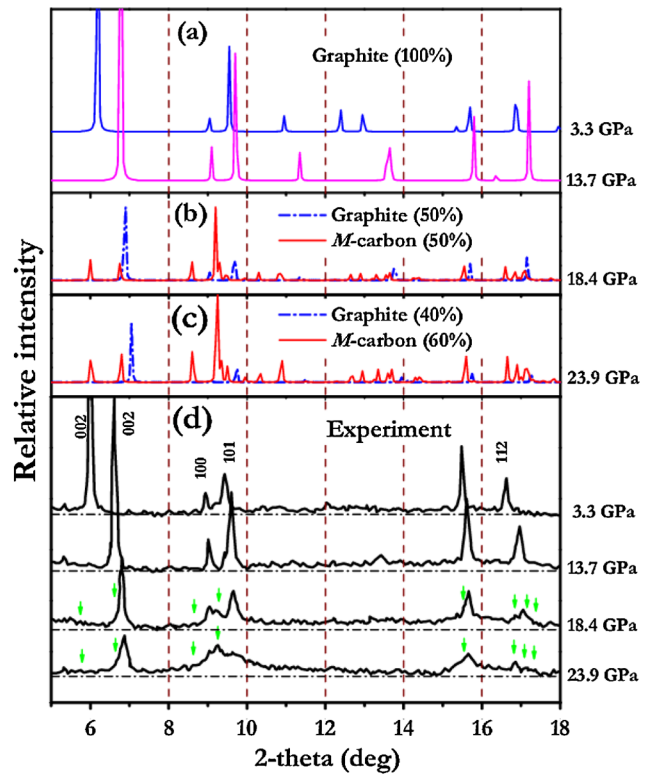 Relative intensity
(a)
Graphite (100%)
3.3 GPa
13.7 GPa
(b)
Graphite (50%)
M-carbon (50%)
18.4 GPa
(c)
Graphite (40%)
M-carbon (60%)
23.9 GPa
(d)
Experiment
002
002
100
101
112
3.3 GPa
13.7 GPa
18.4 GPa
23.9 GPa
6 8 10 12 14 16 18
2-theta (deg)